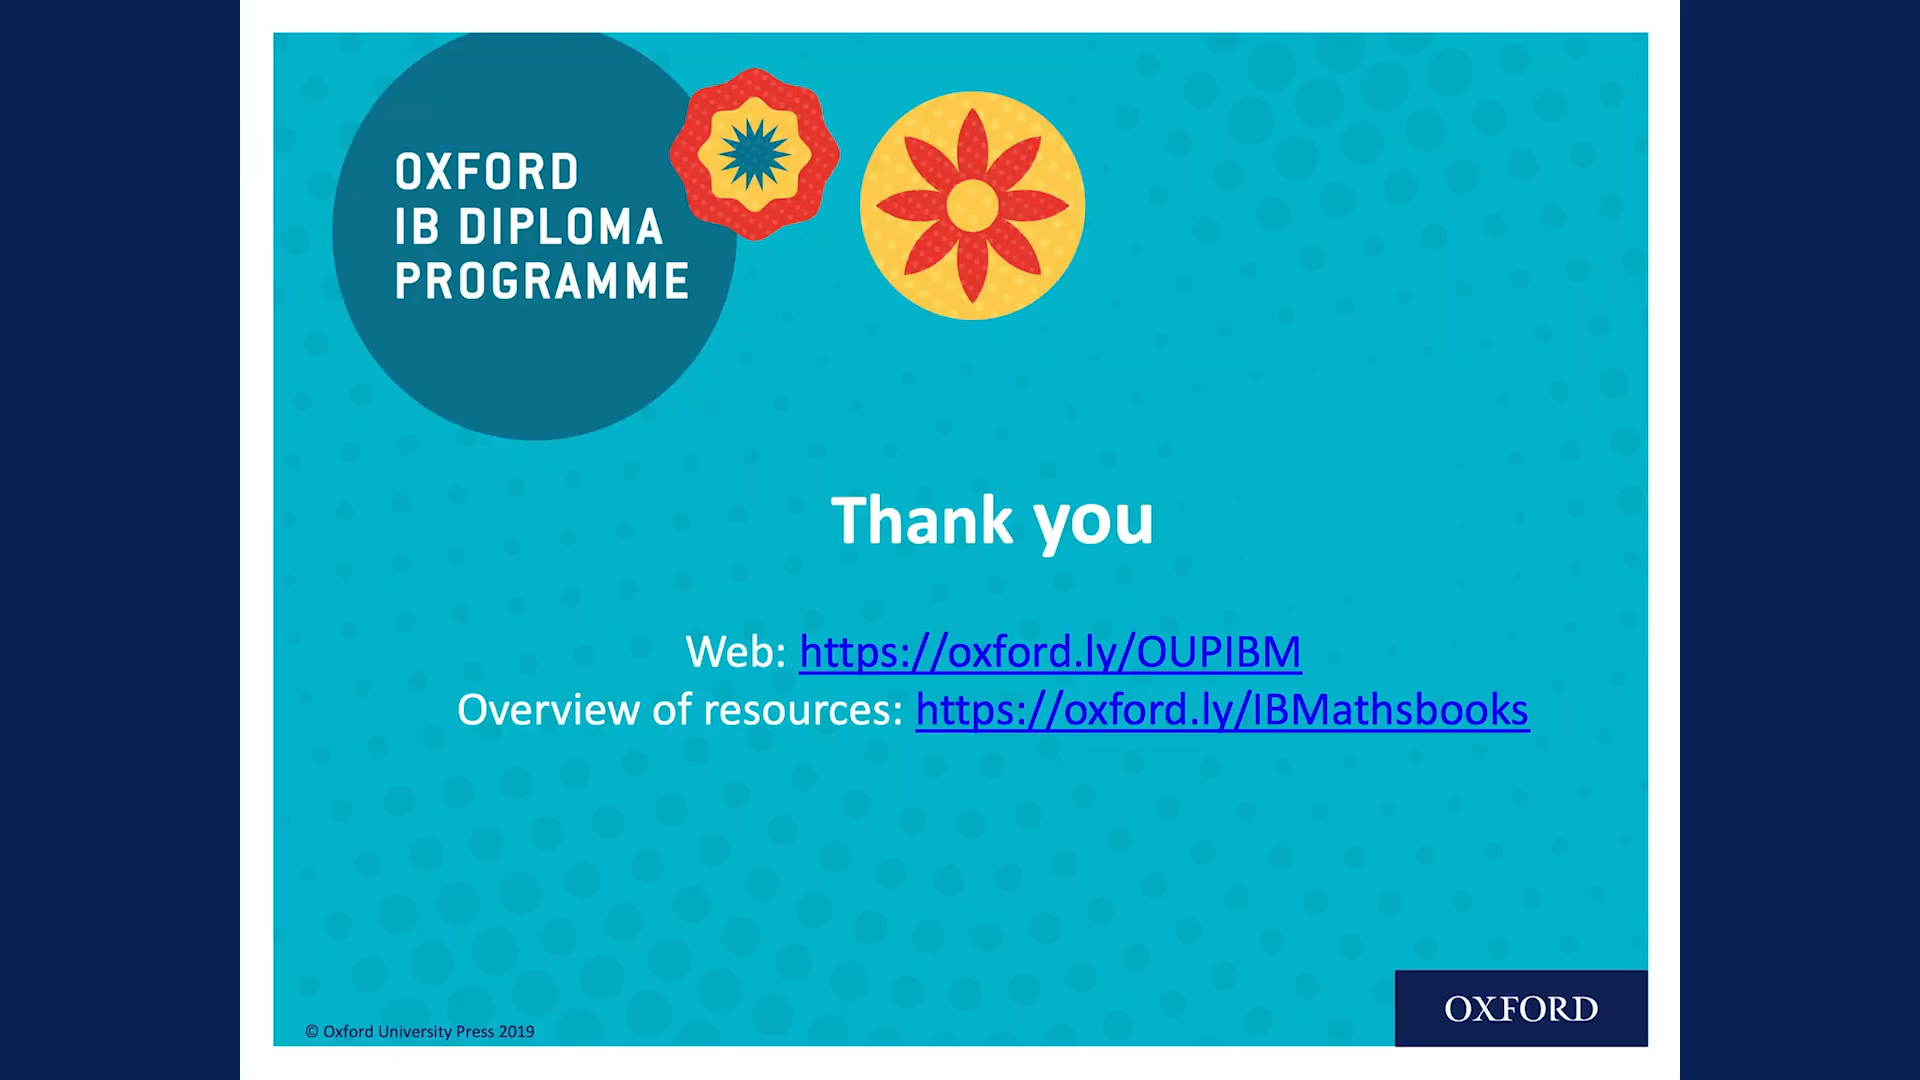 OXFORD
IB DIPLOMA
PROGRAMME
Thank you
Web: https://oxford.ly/OUPIBM
Overview of resources: https://oxford.ly/IBMathsbooks
© Oxford University Press 2019
OXFORD